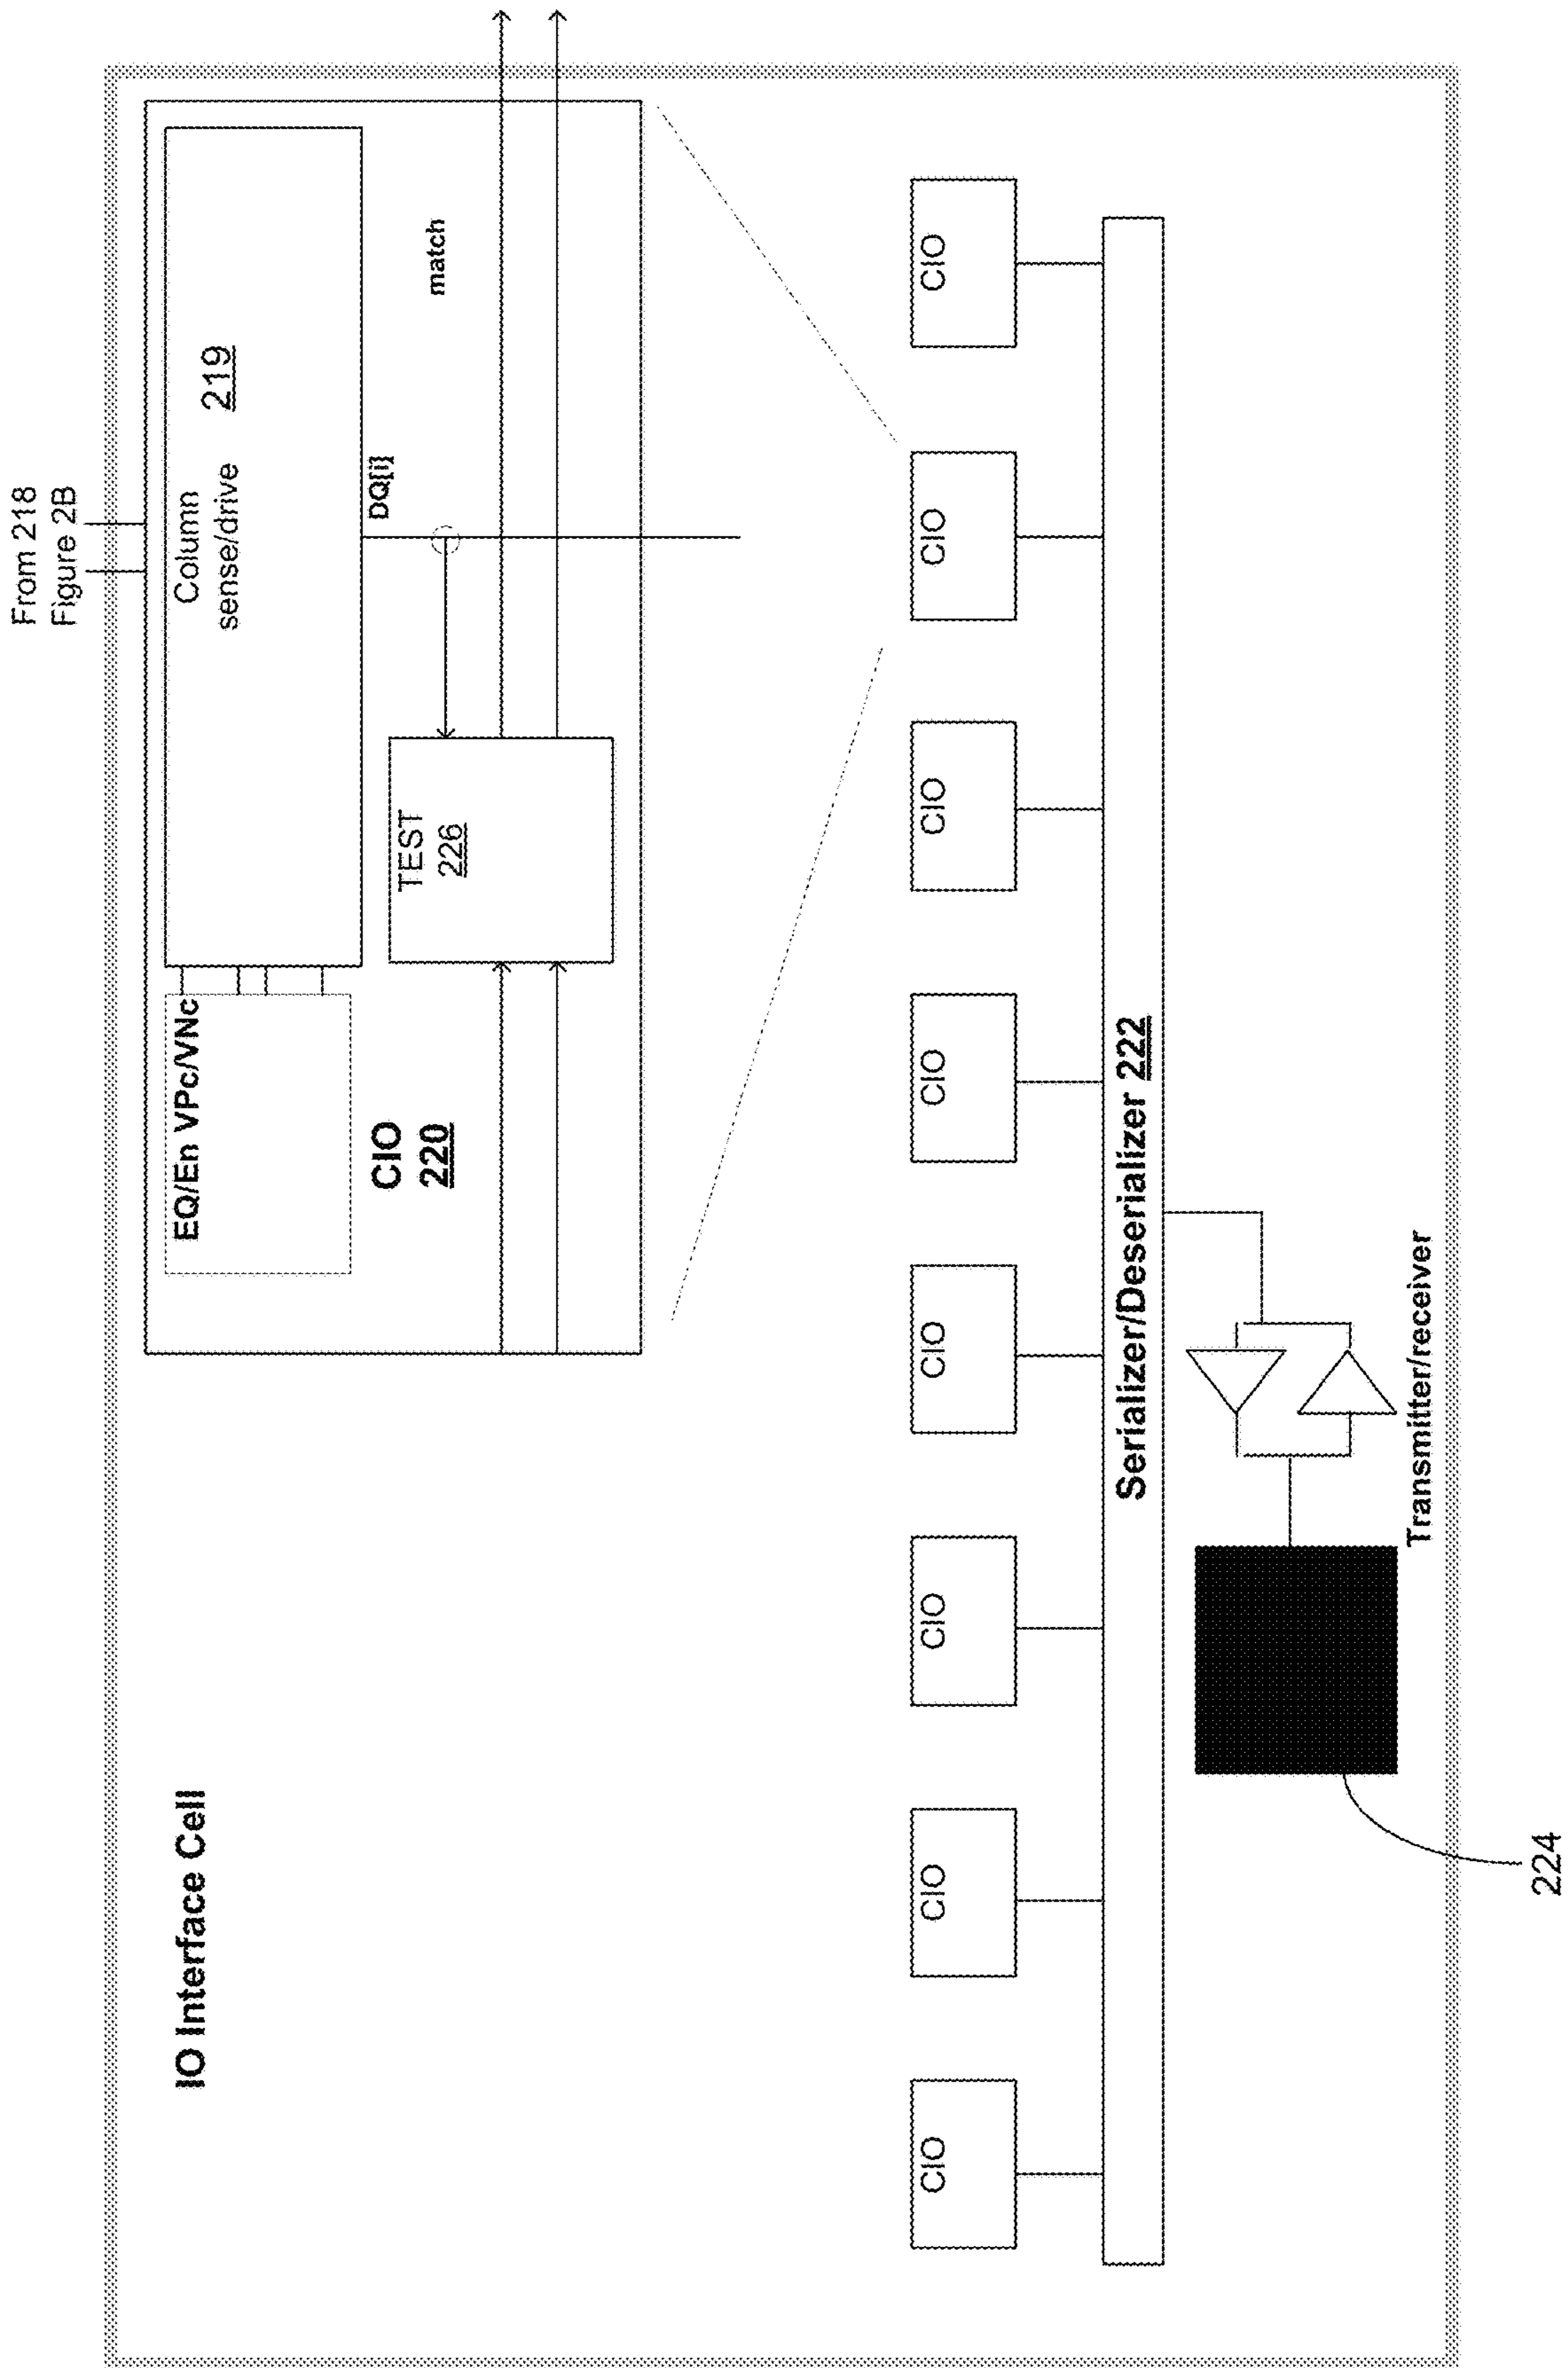 From 218
Figure 2B
IO Interface Cell
EQ/En VPc/VNc
Column
sense/drive 219
CIO
220
DQ[i]
TEST
226
match
CIO
CIO
CIO
CIO
CIO
CIO
CIO
CIO
Serializer/Deserializer 222
Transmitter/receiver
224